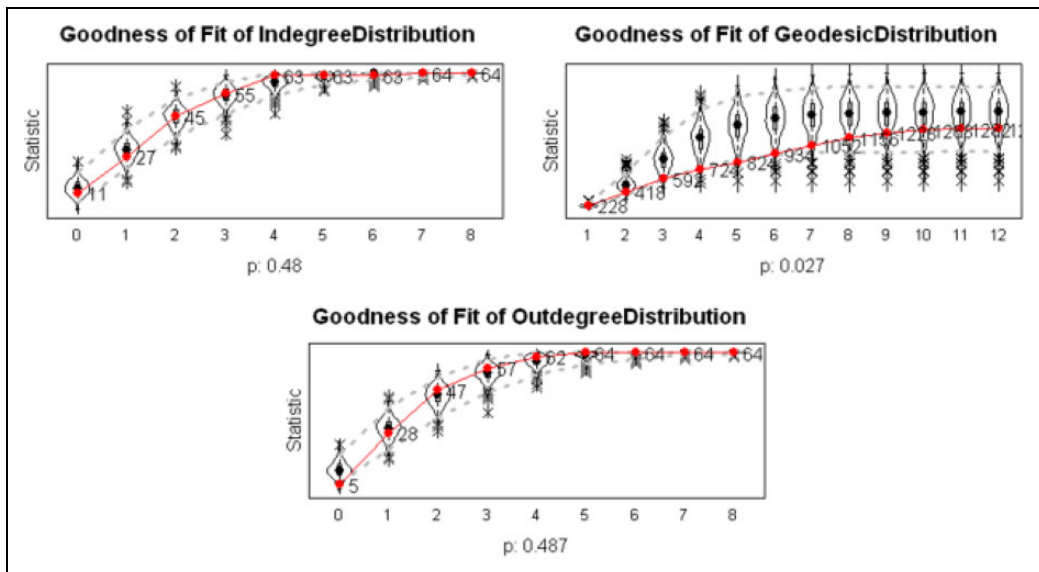 Goodness of Fit of IndegreeDistribution
Statistic
11
27
45
55
63
63
63
64
64
0 1 2 3 4 5 6 7 8
p: 0.48
Goodness of Fit of GeodesicDistribution
Statistic
228
418
592
724
824
934
1052
1156
1228
1 2 3 4 5 6 7 8 9 10 11 12
p: 0.027
Goodness of Fit of OutdegreeDistribution
Statistic
5
28
47
57
62
64
64
64
64
0 1 2 3 4 5 6 7 8
p: 0.487